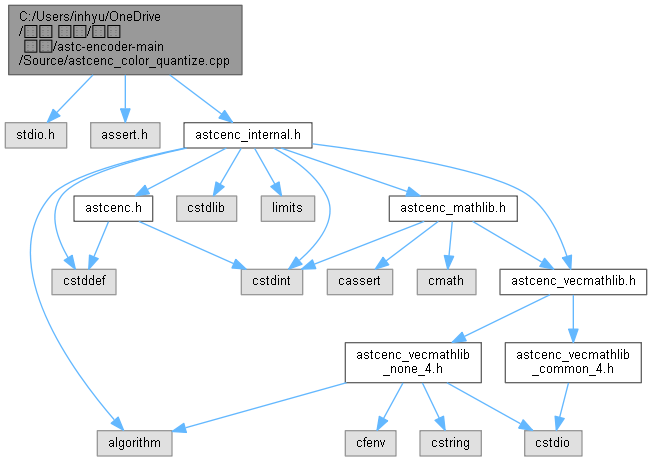 C:/Users/inhyu/OneDrive
/astc-encoder-main
/Source/astcenc_color_quantize.cpp
stdio.h
assert.h
astcenc_internal.h
astcenc.h
cstdlib
limits
astcenc_mathlib.h
cstddef
cstdint
cassert
cmath
astcenc_vecmathlib.h
astcenc_vecmathlib
_none_4.h
astcenc_vecmathlib
_common_4.h
algorithm
cfenv
cstring
cstdio